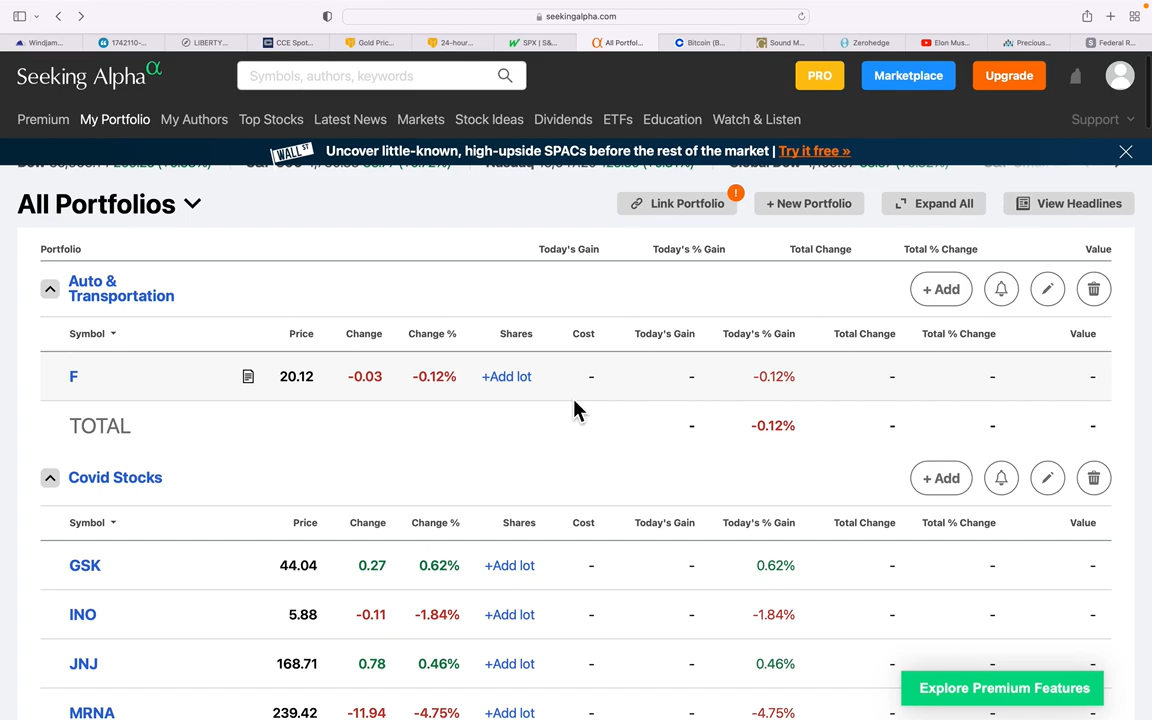 seekingalpha.com
Windjam... 1742110-... LIBERTY... CCE Spot... Gold Pric... 24-hour... SPX | S&... All Portfol... Bitcoin (B... Sound M... Zerohedge Elon Mus... Precious... Federal R...
Seeking Alpha α
Symbols, authors, keywords
PRO Marketplace Upgrade
Premium My Portfolio My Authors Top Stocks Latest News Markets Stock Ideas Dividends ETFs Education Watch & Listen Support
WALL ST Uncover little-known, high-upside SPACs before the rest of the market | Try it free »
All Portfolios Link Portfolio ! + New Portfolio Expand All View Headlines
Portfolio Today's Gain Today's % Gain Total Change Total % Change Value
Auto &
Transportation
+ Add
Symbol Price Change Change % Shares Cost Today's Gain Today's % Gain Total Change Total % Change Value
F 20.12 -0.03 -0.12% +Add lot - - -0.12% - - -
TOTAL - -0.12% - - -
Covid Stocks + Add
Symbol Price Change Change % Shares Cost Today's Gain Today's % Gain Total Change Total % Change Value
GSK 44.04 0.27 0.62% +Add lot - - 0.62% - - -
INO 5.88 -0.11 -1.84% +Add lot - - -1.84% - - -
JNJ 168.71 0.78 0.46% +Add lot - - 0.46% - - -
Explore Premium Features
MRNA 239.42 -11.94 -4.75% +Add lot - - -4.75% - - -